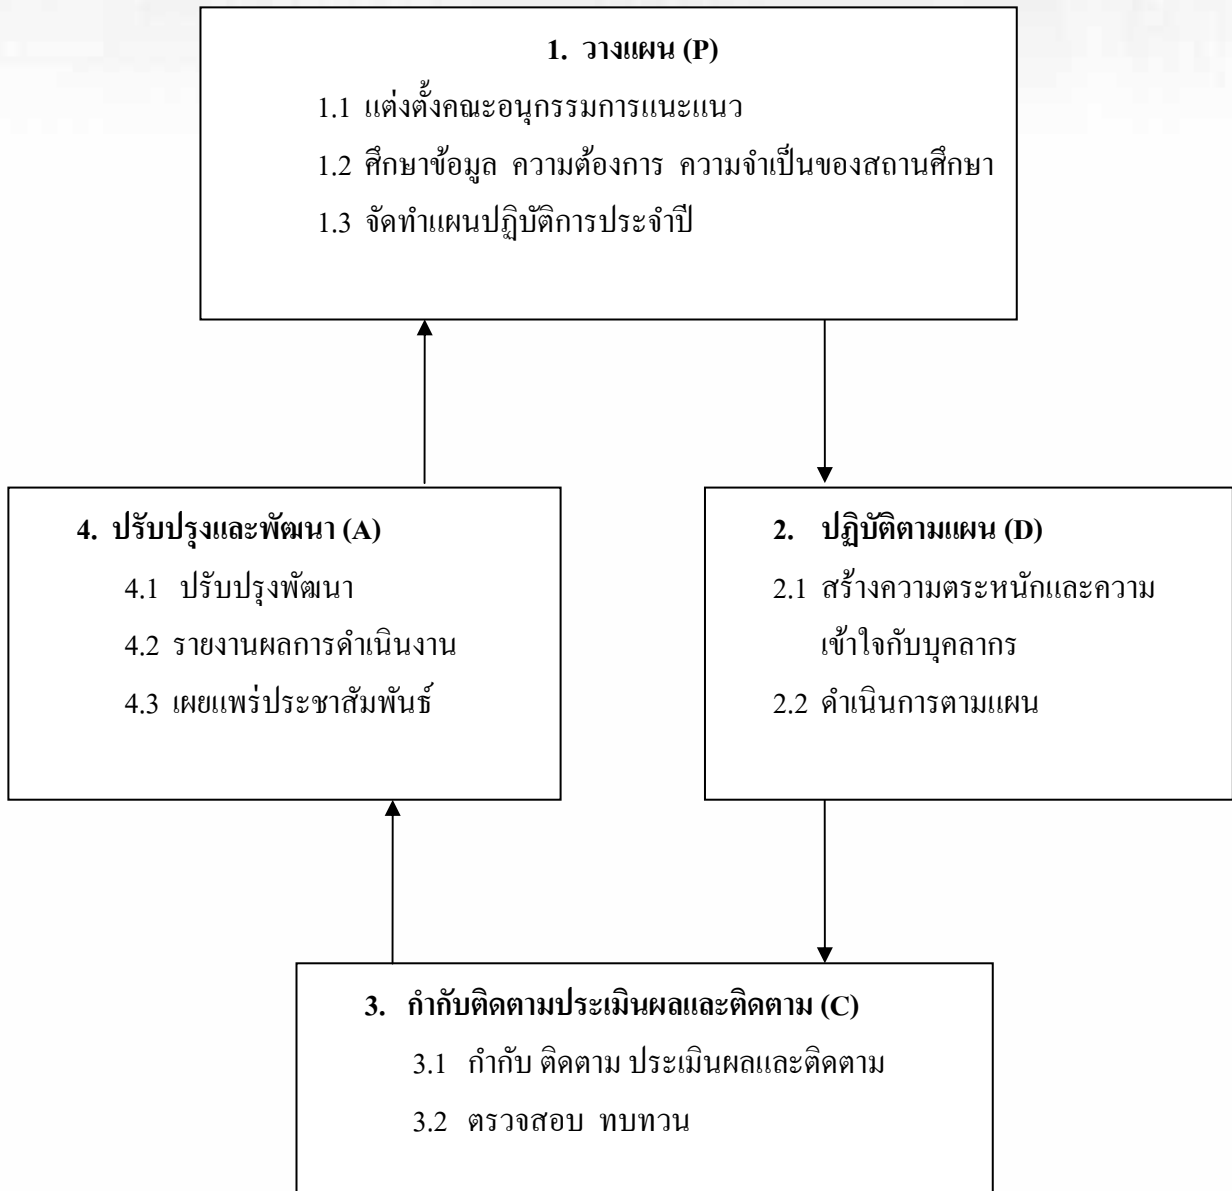 1. วางแผน (P)
1.1 แต่งตั้งคณะอนุกรรมการแนะแนว
1.2 ศึกษาข้อมูล ความต้องการ ความจำเป็นของสถานศึกษา
1.3 จัดทำแผนปฏิบัติการประจำปี
2. ปฏิบัติตามแผน (D)
2.1 สร้างความตระหนักและความ
เข้าใจกับบุคลากร
2.2 ดำเนินการตามแผน
3. กำกับติดตามประเมินผลและติดตาม (C)
3.1 กำกับ ติดตาม ประเมินผลและติดตาม
3.2 ตรวจสอบ ทบทวน
4. ปรับปรุงและพัฒนา (A)
4.1 ปรับปรุงพัฒนา
4.2 รายงานผลการดำเนินงาน
4.3 เผยแพร่ประชาสัมพันธ์